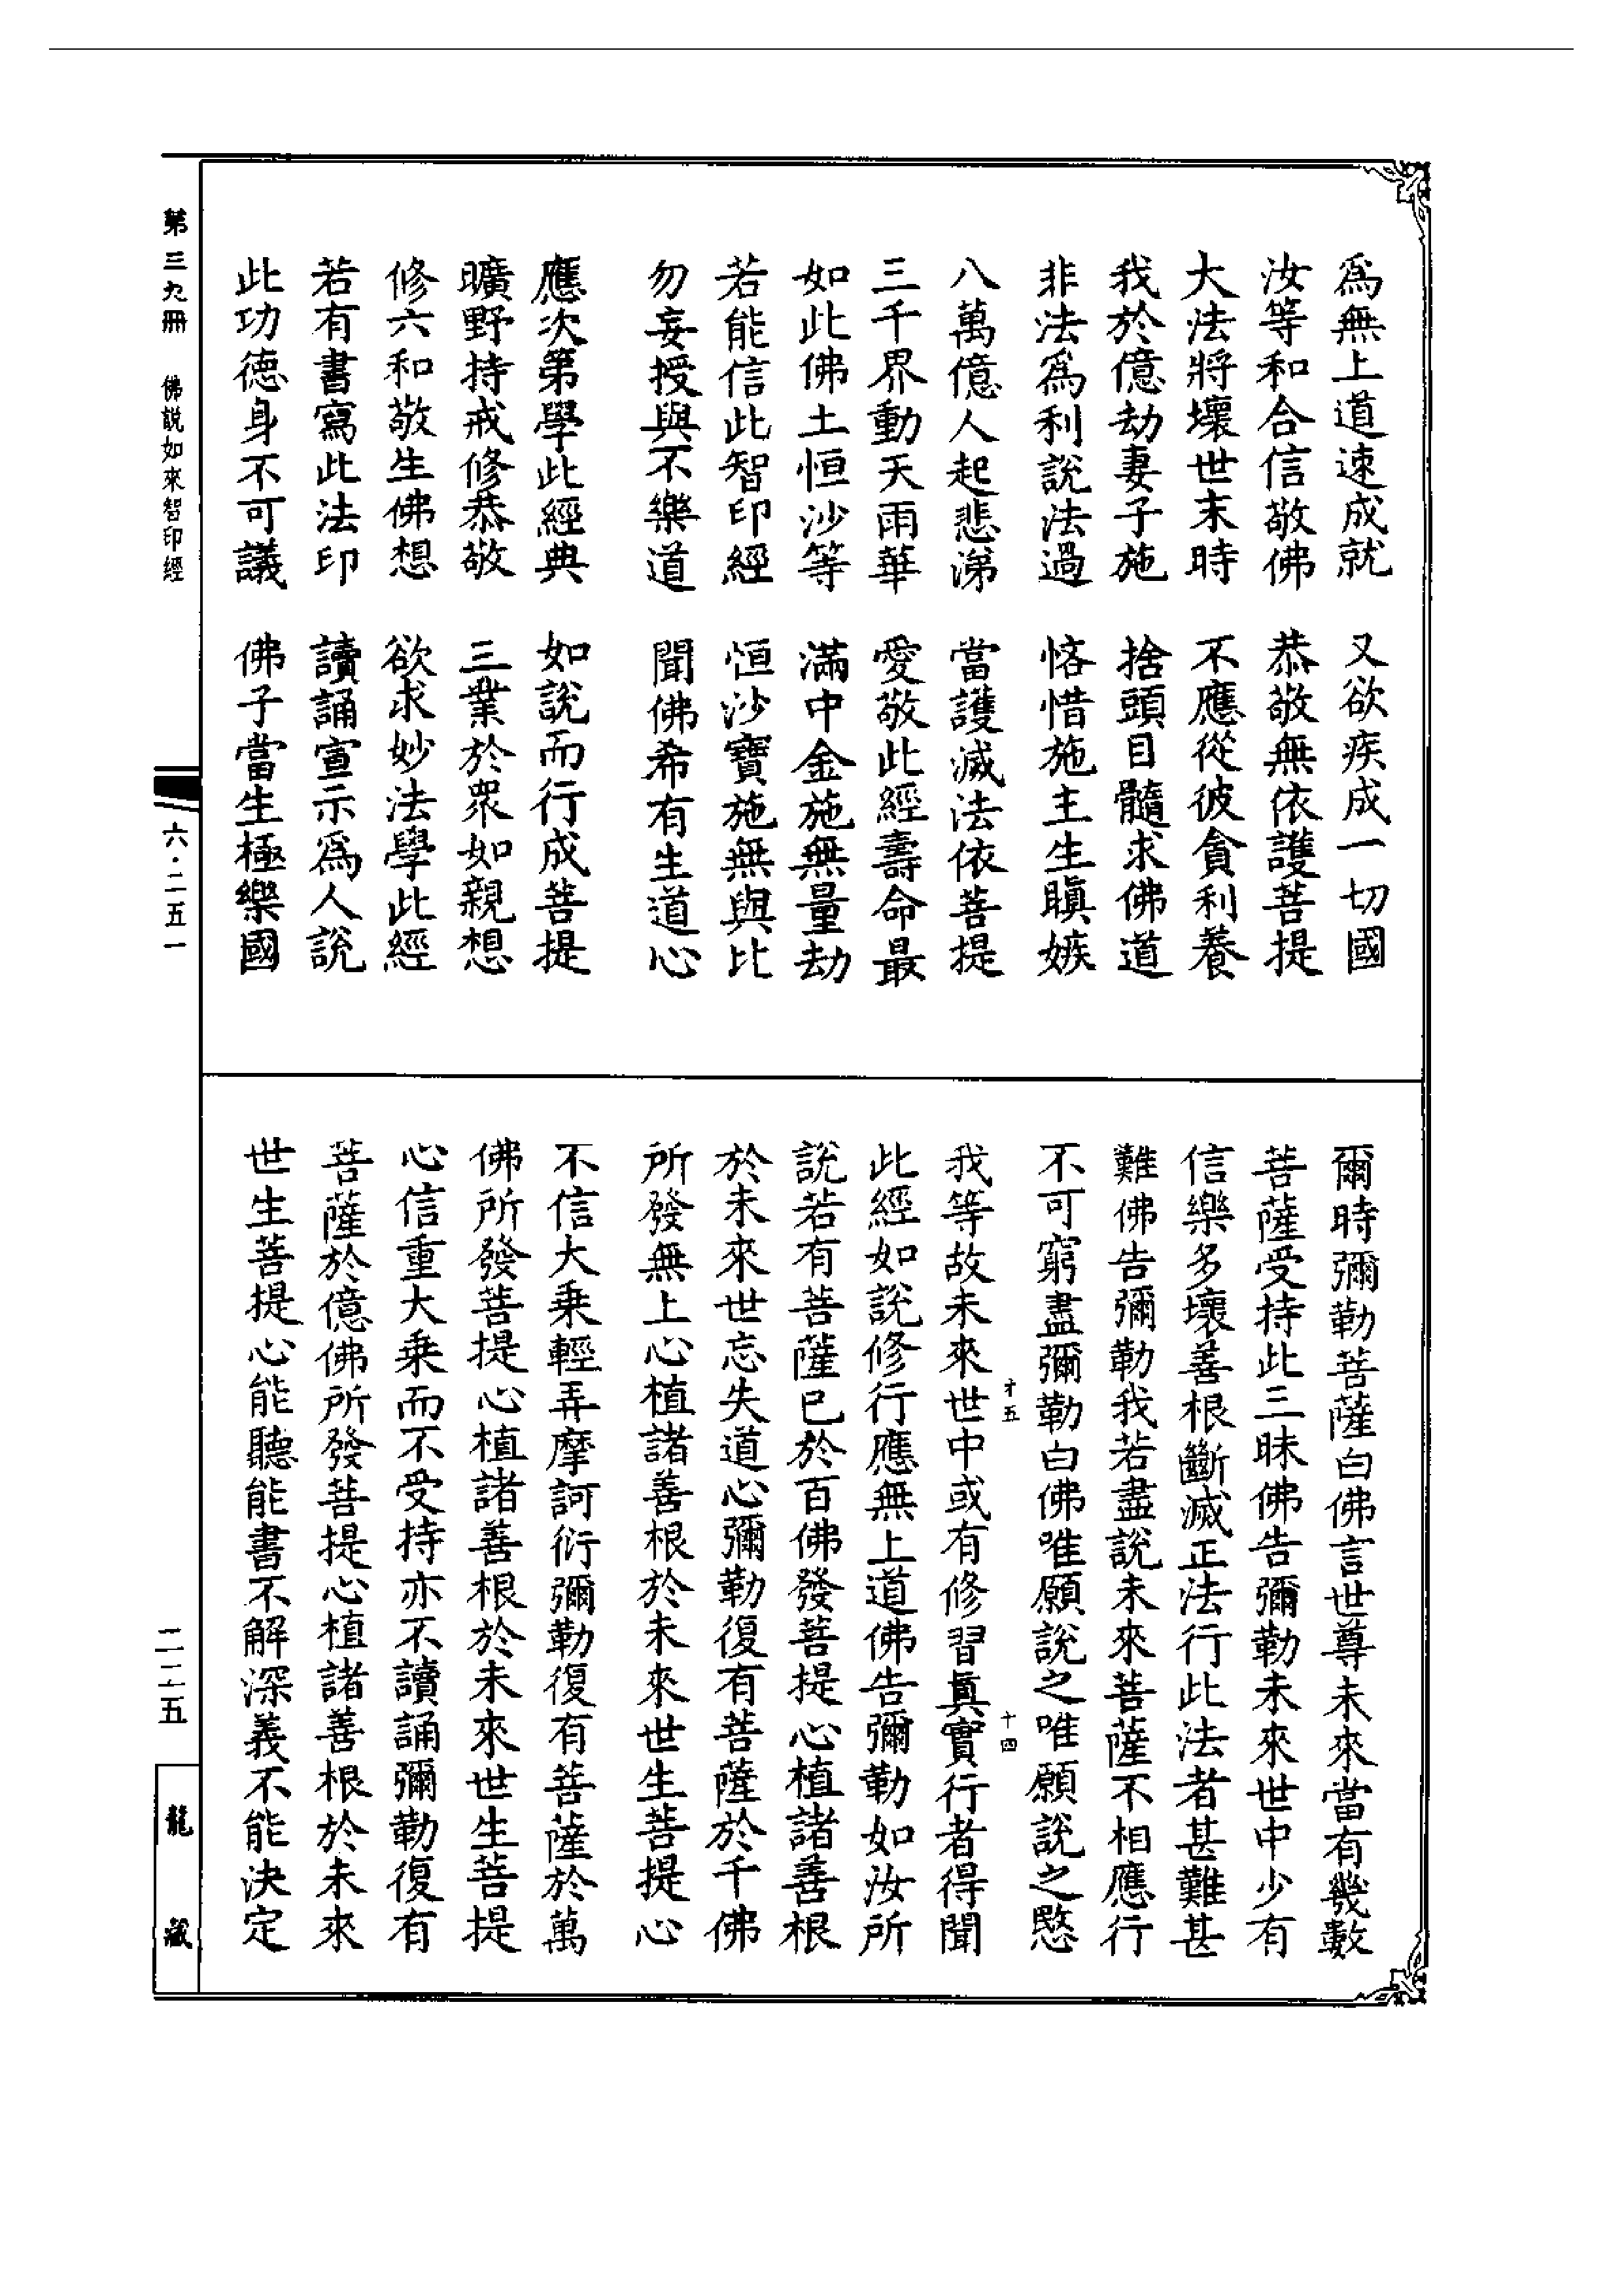 爲無上道速成就　又欲疾成一切國
汝等和合信敬佛　恭敬無依護菩提
大法將壞世末時　不應從彼貪利養
我於億劫妻子施　捨頭目髓求佛道
非法爲利說法過　悋惜施主生瞋嫉
八萬億人起悲涕　當護滅法依菩提
三千界動天雨華　愛敬此經壽命最
如此佛土恒沙等　滿中金施無量劫
若能信此智印經　恒沙寶施無與比
勿妄授與不樂道　聞佛希有生道心
應次第學此經典　如說而行成菩提
曠野持戒修恭敬　三業於眾如親想
修六和敬生佛想　欲求妙法學此經
若有書寫此法印　讀誦宣示爲人說
此功德身不可議　佛子當生極樂國
爾時彌勒菩薩白佛言世尊未來當有幾數
菩薩受持此三昧佛告彌勒未來世中少有
信樂多壞善根斷滅正法行此法者甚難甚
難佛告彌勒我若盡說未來菩薩不相應行
不可窮盡彌勒白佛唯願說之唯願說之愍
才五
十四
我等故未來世中或有修習眞實行者得聞
此經如說修行應無上道佛告彌勒如汝所
說若有菩薩已於百佛發菩提心植諸善根
於未來世忘失道心彌勒復有菩薩於千佛
所發無上心植諸善根於未來世生菩提心
不信大乘輕弄摩訶衍彌勒復有菩薩於萬
佛所發菩提心植諸善根於未來世生菩提
心信重大乘而不受持亦不讀誦彌勒復有
菩薩於億佛所發菩提心植諸善根於未來
世生菩提心能聽能書不解深義不能決定
第三九冊　佛説如來智印經
六·二五一
二二五
龍藏